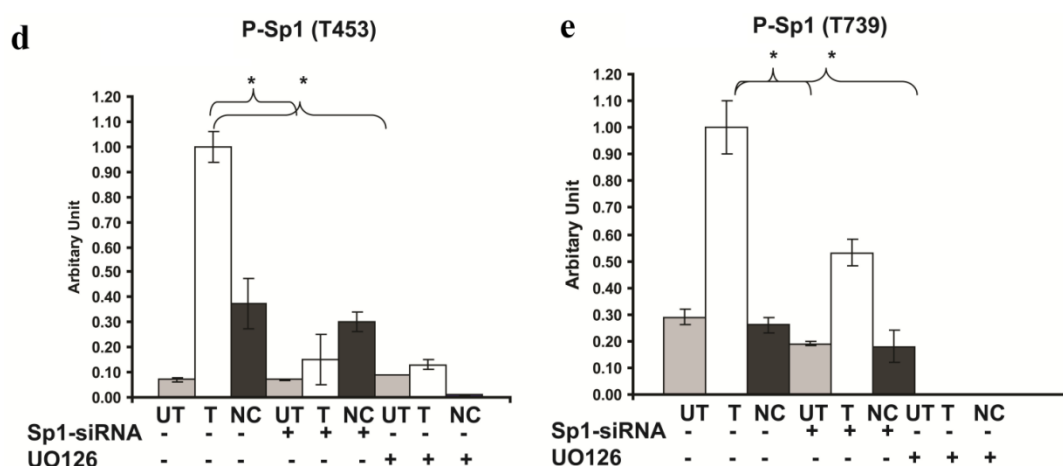 d
P-Sp1 (T453)
* *
Arbitary Unit
1.20
1.10
1.00
0.90
0.80
0.70
0.60
0.50
0.40
0.30
0.20
0.10
0.00
UT T NC UT T NC UT T NC
Sp1-siRNA - - - + + + - - -
UO126 - - - - - - + + +
e
P-Sp1 (T739)
* *
Arbitary Unit
1.20
1.10
1.00
0.90
0.80
0.70
0.60
0.50
0.40
0.30
0.20
0.10
0.00
UT T NC UT T NC UT T NC
Sp1-siRNA - - - + + + - - -
UO126 - - - - - - + + +